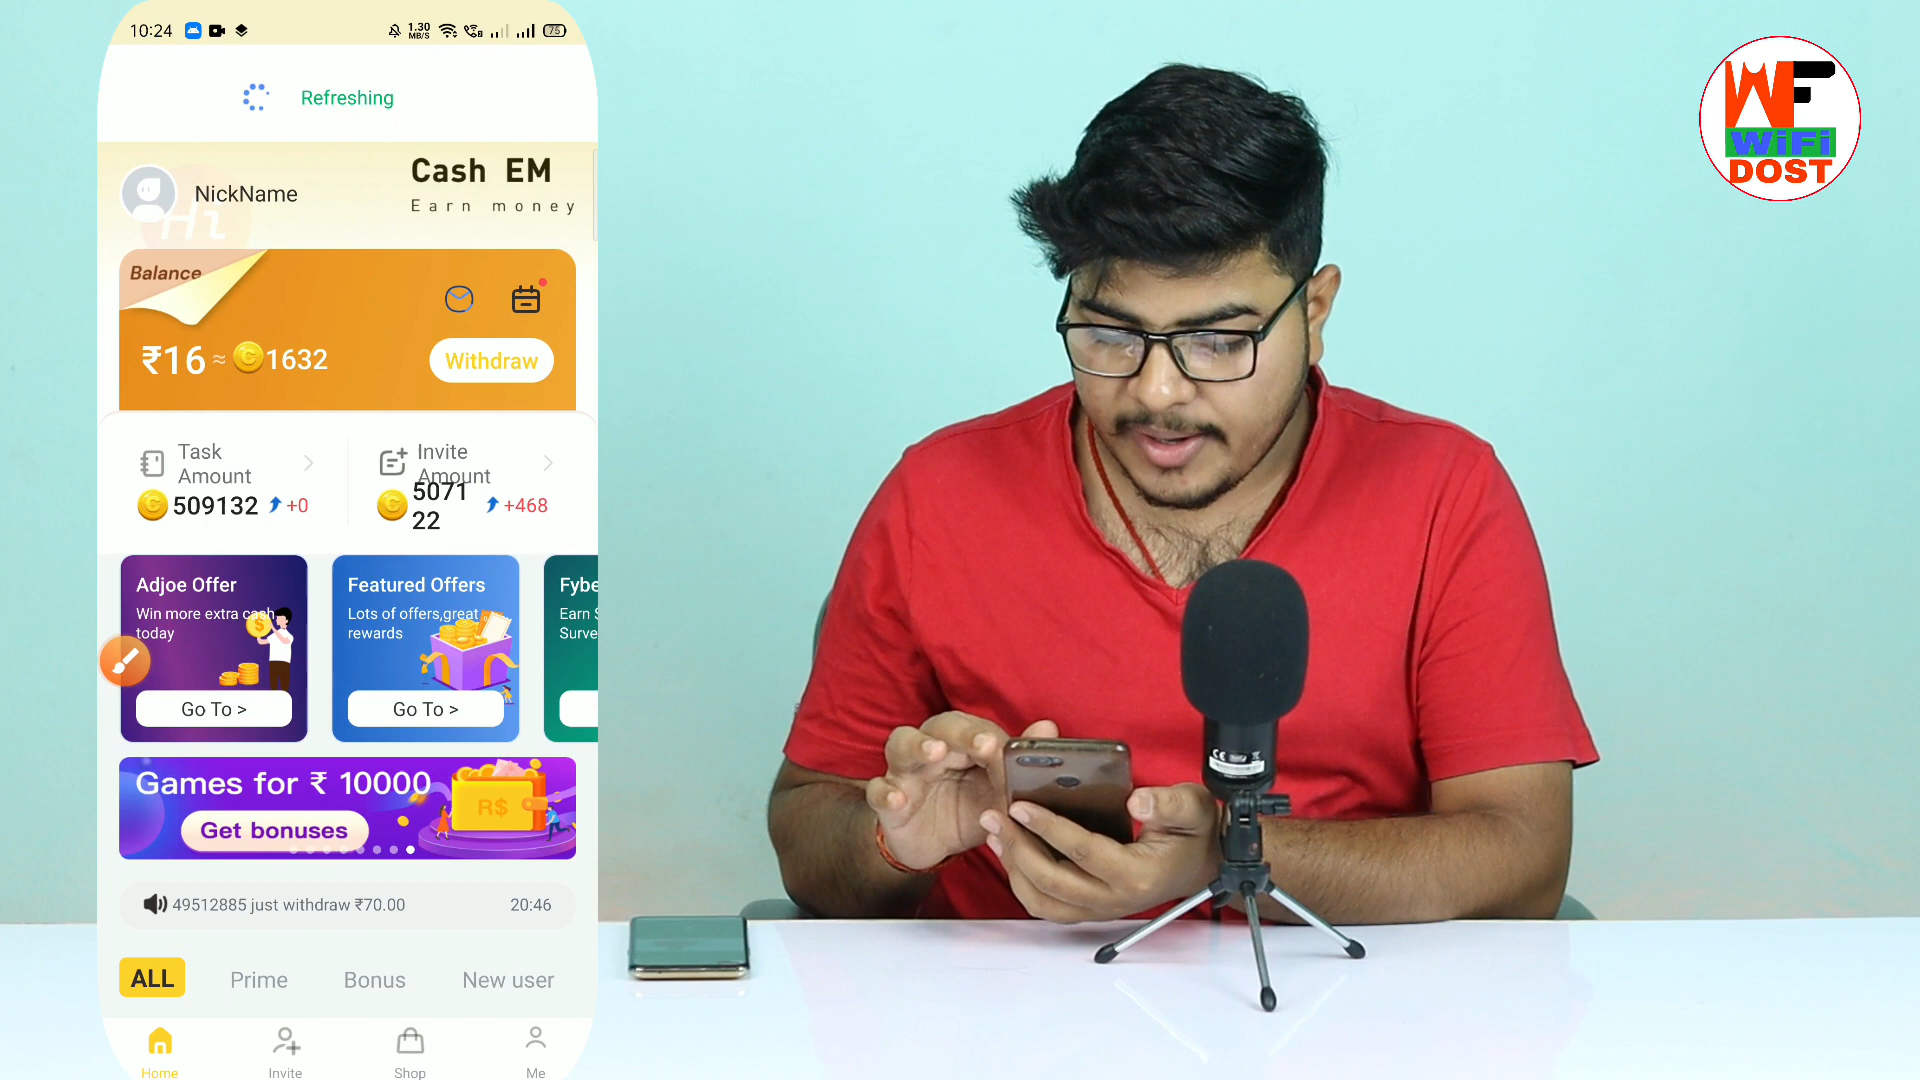 10:24
1.30
MB/S
75
Refreshing
Cash EM
Earn money
NickName
Hi
Balance
₹16 ≈ C 1632
Withdraw
Task
Amount
C 509132 +0
Invite
Amount
C 5071
22
+468
Adjoe Offer
Win more extra cash
today
Go To >
Featured Offers
Lots of offers,great
rewards
Go To >
Fybe
Earn S
Surve
Games for ₹ 10000
Get bonuses
R$
49512885 just withdraw ₹70.00 20:46
ALL Prime Bonus New user
Home Invite Shop Me
WF
WiFi
DOST
CE